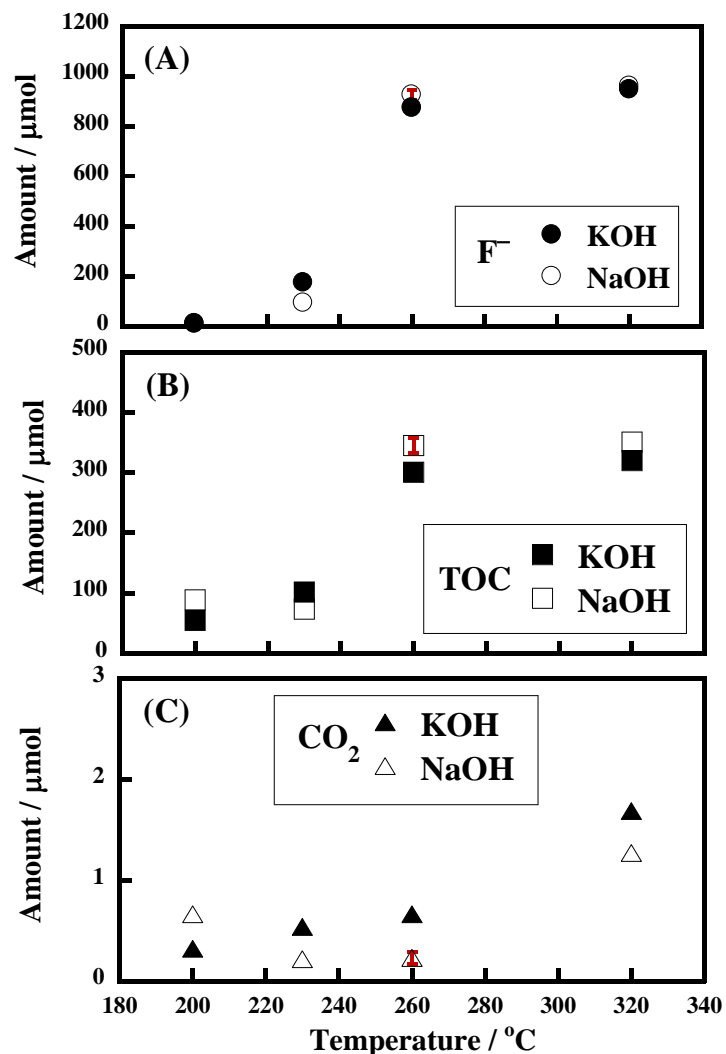 (A)
1200
1000
800
600
400
200
0
Amount / μmol
F⁻
KOH
NaOH
(B)
500
400
300
200
100
0
Amount / μmol
TOC
KOH
NaOH
(C)
3
2
1
0
Amount / μmol
CO₂
KOH
NaOH
180 200 220 240 260 280 300 320 340
Temperature / °C